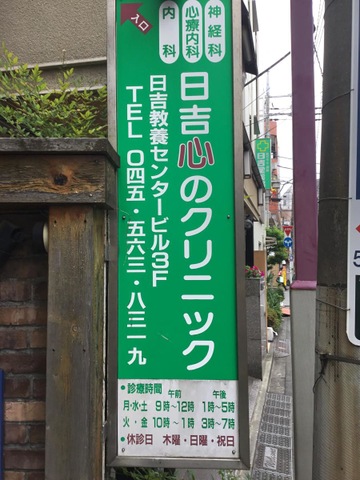 入口
神経科
心療内科
内科
日吉心のクリニック
日吉教養センタービル3F
TEL 〇四五・五六三・八三一九
●診療時間 午前 午後
月・水・土 9時〜12時 1時〜5時
火・金 10時〜1時 3時〜7時
●休診日 木曜・日曜・祝日
日吉
5